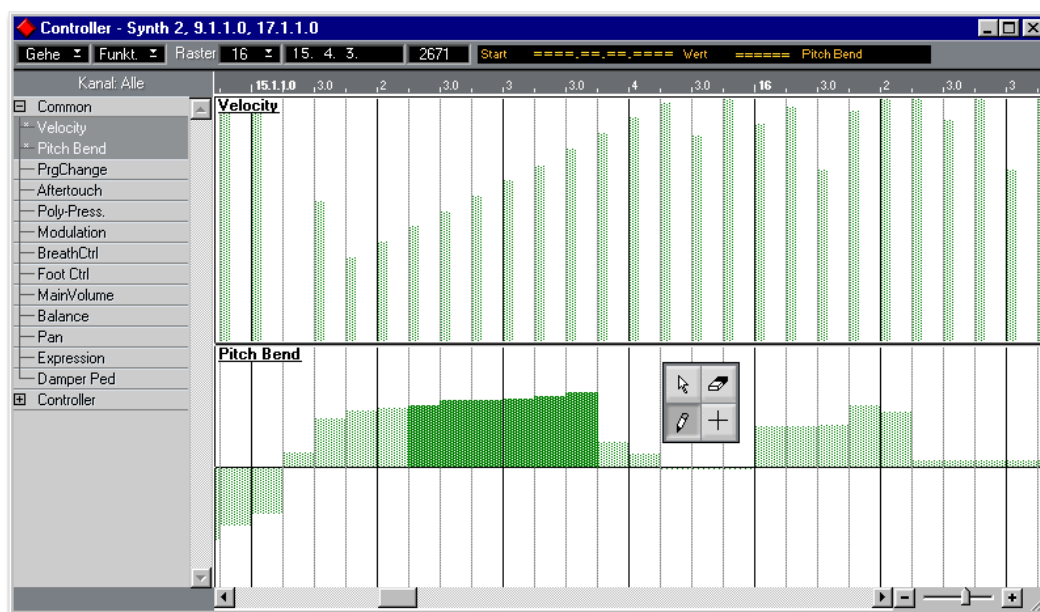 Controller - Synth 2, 9.1.1.0, 17.1.1.0
Gehe Funkt. Raster 16 15. 4. 3. 2671 Start ====.==.==.==== Wert ====== Pitch Bend
Kanal: Alle
15.1.1.0 3.0 2 3.0 3 3.0 4 3.0 16 3.0 2 3.0 3
Common
Velocity
Pitch Bend
PrgChange
Aftertouch
Poly-Press.
Modulation
BreathCtrl
Foot Ctrl
MainVolume
Balance
Pan
Expression
Damper Ped
Controller
Velocity
Pitch Bend